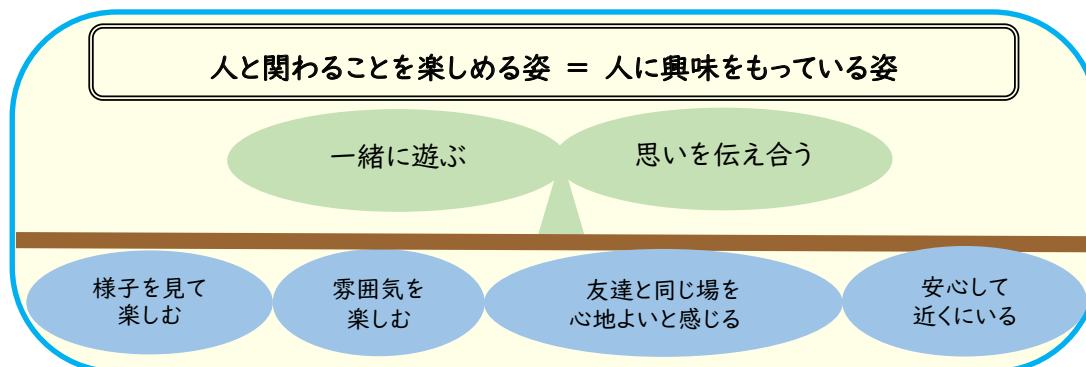 人と関わることを楽しめる姿 ＝ 人に興味をもっている姿
一緒に遊ぶ
思いを伝え合う
様子を見て
楽しむ
雰囲気を
楽しむ
友達と同じ場を
心地よいと感じる
安心して
近くにいる